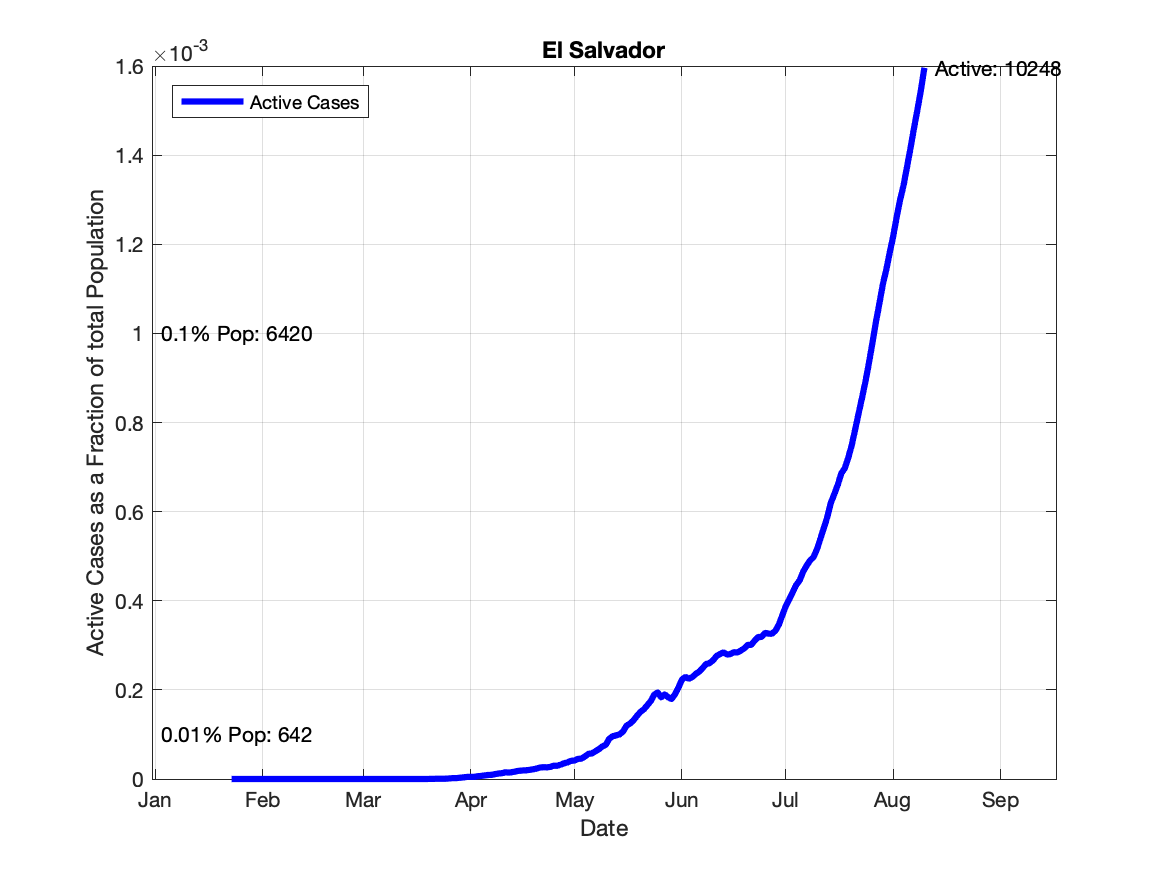 El Salvador
×10-3
Active: 10248
Active Cases
1.6
1.4
1.2
1
0.8
0.6
0.4
0.2
0
0.1% Pop: 6420
0.01% Pop: 642
Active Cases as a Fraction of total Population
Jan Feb Mar Apr May Jun Jul Aug Sep
Date